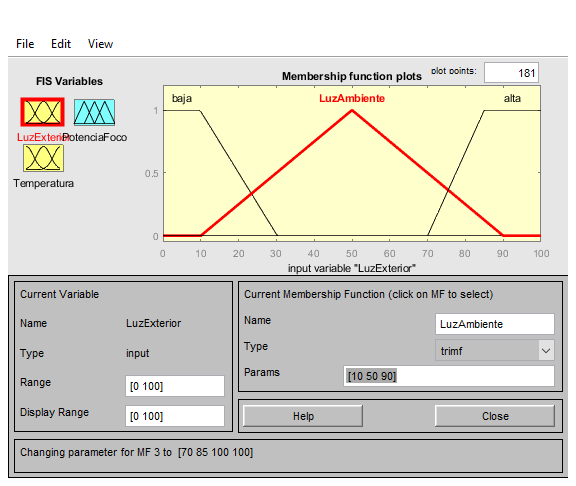 File Edit View
FIS Variables
Membership function plots
plot points:
181
baja
LuzAmbiente
alta
LuzExterior
PotenciaFoco
Temperatura
1
0.5
0
0 10 20 30 40 50 60 70 80 90 100
input variable "LuzExterior"
Current Variable
Name LuzExterior
Type input
Range [0 100]
Display Range [0 100]
Current Membership Function (click on MF to select)
Name LuzAmbiente
Type trimf
Params [10 50 90]
Help Close
Changing parameter for MF 3 to [70 85 100 100]